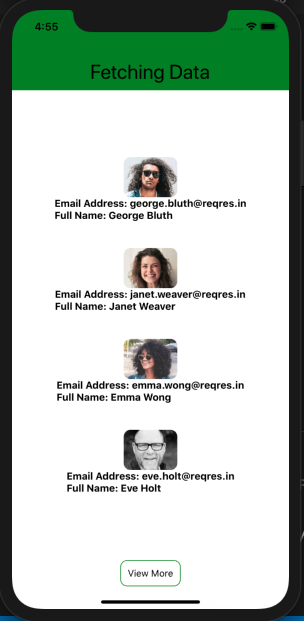 4:55
Fetching Data
Email Address: george.bluth@reqres.in
Full Name: George Bluth
Email Address: janet.weaver@reqres.in
Full Name: Janet Weaver
Email Address: emma.wong@reqres.in
Full Name: Emma Wong
Email Address: eve.holt@reqres.in
Full Name: Eve Holt
View More